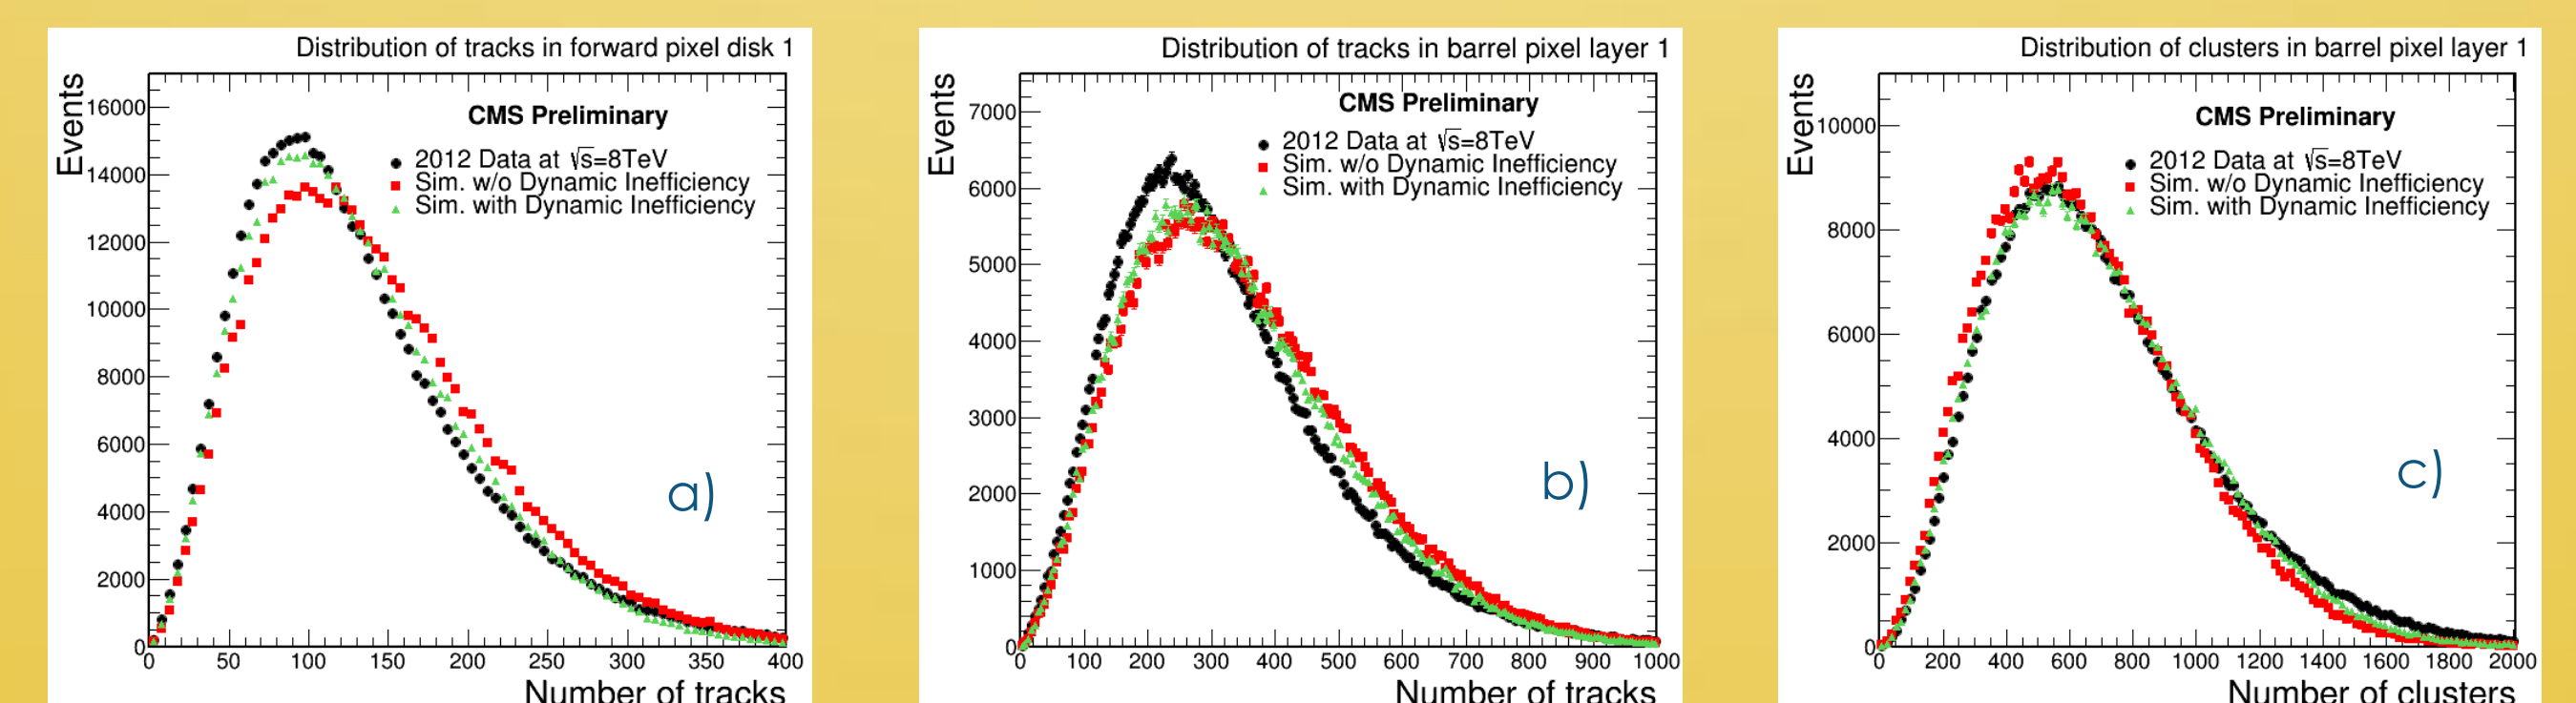 Distribution of tracks in forward pixel disk 1
Events
16000
14000
12000
10000
8000
6000
4000
2000
0
CMS Preliminary
2012 Data at √s=8TeV
Sim. w/o Dynamic Inefficiency
Sim. with Dynamic Inefficiency
a)
0 50 100 150 200 250 300 350 400
Number of tracks
Distribution of tracks in barrel pixel layer 1
Events
7000
6000
5000
4000
3000
2000
1000
0
CMS Preliminary
2012 Data at √s=8TeV
Sim. w/o Dynamic Inefficiency
Sim. with Dynamic Inefficiency
b)
0 100 200 300 400 500 600 700 800 900 1000
Number of tracks
Distribution of clusters in barrel pixel layer 1
Events
10000
8000
6000
4000
2000
0
CMS Preliminary
2012 Data at √s=8TeV
Sim. w/o Dynamic Inefficiency
Sim. with Dynamic Inefficiency
c)
0 200 400 600 800 1000 1200 1400 1600 1800 2000
Number of clusters